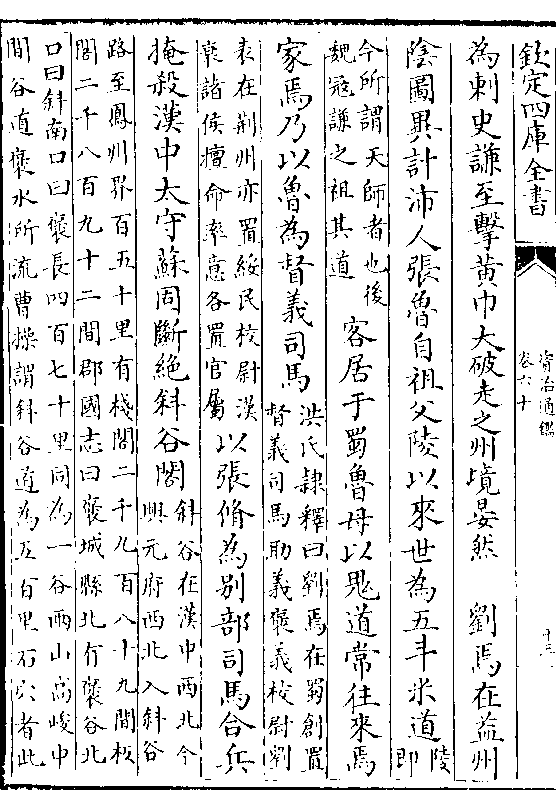 欽定四庫全書
資治通鑑
卷六十
十三
為刺史謙至擊黃巾大破走之州境晏然　劉焉在益州
陰圖異計沛人張魯自祖父陵以來世為五斗米道
陵
即
今所謂天師者也後
魏寇謙之祖其道
客居于蜀魯母以鬼道常往來焉
家焉乃以魯為督義司馬
洪氏隷釋曰劉焉在蜀創置
督義司馬助義襃義校尉劉
表在荆州亦置綏民校尉漢
衰諸侯擅命率意各置官屬
以張脩為别部司馬合兵
掩殺漢中太守蘇固斷絶斜谷閣
斜谷在漢中西北今
興元府西北入斜谷
路至鳳州界百五十里有棧閣二千九百八十九間板
閣二千八百九十二間郡國志曰襃城縣北有襃谷北
口曰斜南口曰襃長四百七十里同為一谷兩山高峻中
間谷道襃水所流曹操謂斜谷道為五百里石穴者此